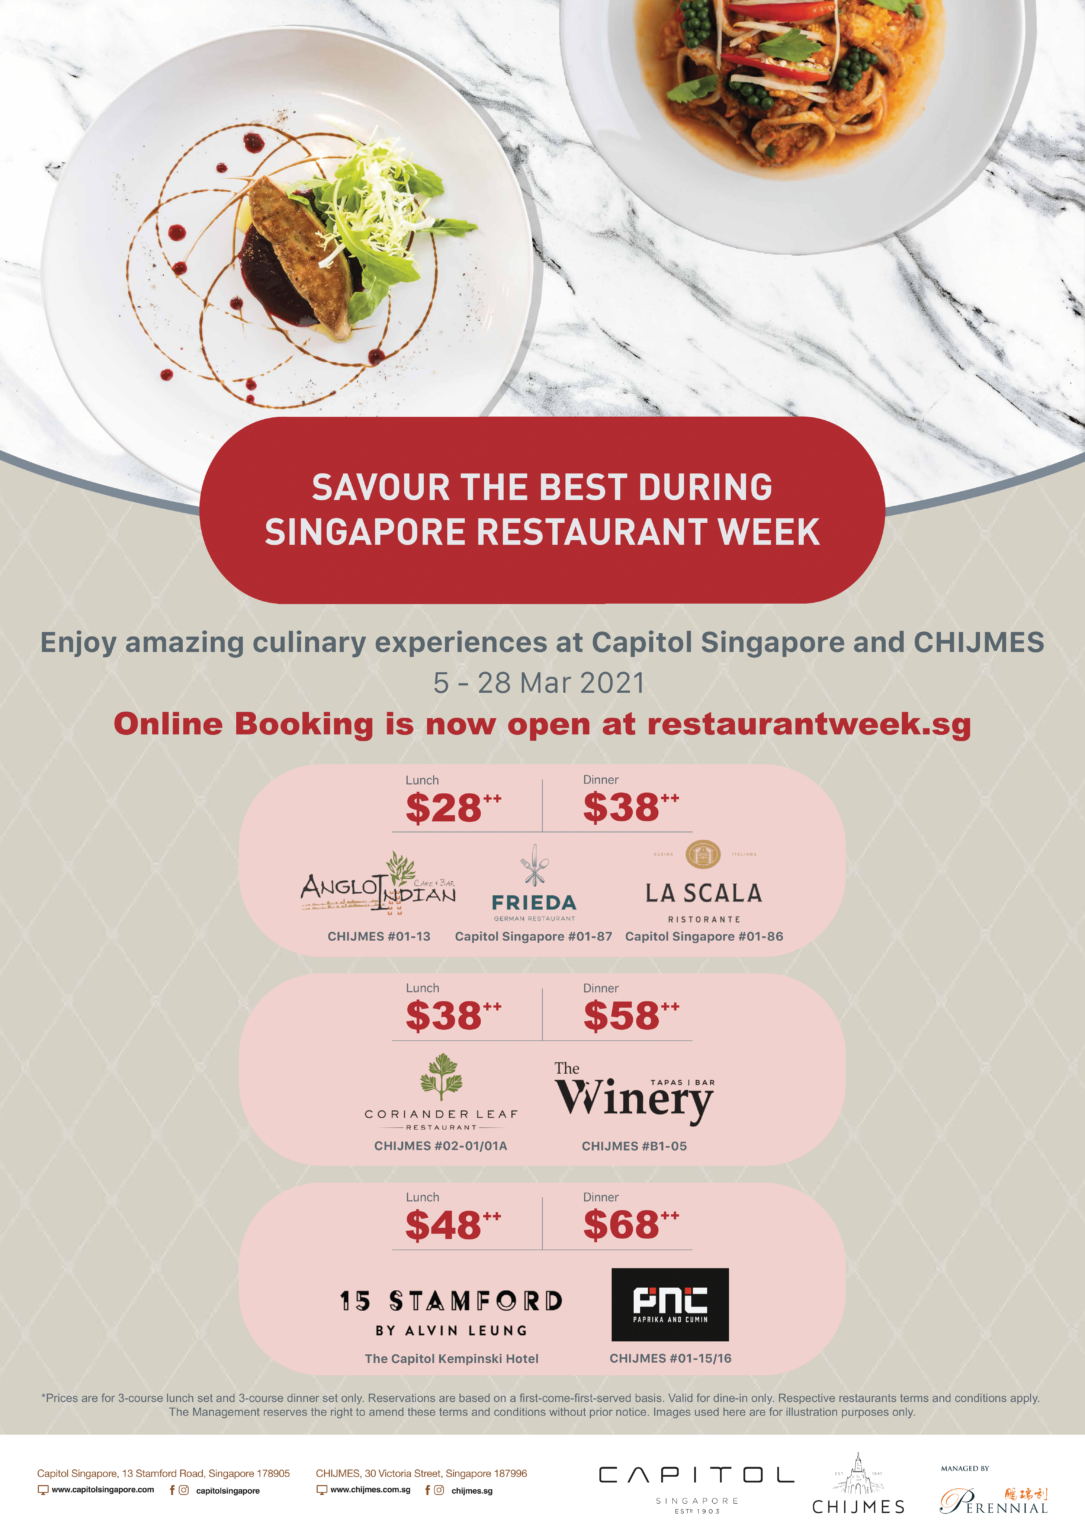 SAVOUR THE BEST DURING
SINGAPORE RESTAURANT WEEK
Enjoy amazing culinary experiences at Capitol Singapore and CHIJMES
5 - 28 Mar 2021
Online Booking is now open at restaurantweek.sg
Lunch
$28++
Dinner
$38++
ANGLO INDIAN
CAFE + BAR
CHIJMES #01-13
FRIEDA
GERMAN RESTAURANT
Capitol Singapore #01-87
LA SCALA
RISTORANTE
Capitol Singapore #01-86
Lunch
$38++
Dinner
$58++
CORIANDER LEAF
RESTAURANT
CHIJMES #02-01/01A
The
Winery
TAPAS | BAR
CHIJMES #B1-05
Lunch
$48++
Dinner
$68++
15 STAMFORD
BY ALVIN LEUNG
The Capitol Kempinski Hotel
PNC
PAPRIKA AND CUMIN
CHIJMES #01-15/16
*Prices are for 3-course lunch set and 3-course dinner set only. Reservations are based on a first-come-first-served basis. Valid for dine-in only. Respective restaurants terms and conditions apply.
The Management reserves the right to amend these terms and conditions without prior notice. Images used here are for illustration purposes only.
Capitol Singapore, 13 Stamford Road, Singapore 178905
www.capitolsingapore.com
capitolsingapore
CHIJMES, 30 Victoria Street, Singapore 187996
www.chijmes.com.sg
chijmes.sg
CAPITOL
SINGAPORE
ESTD 1903
CHIJMES
MANAGED BY
PERENNIAL